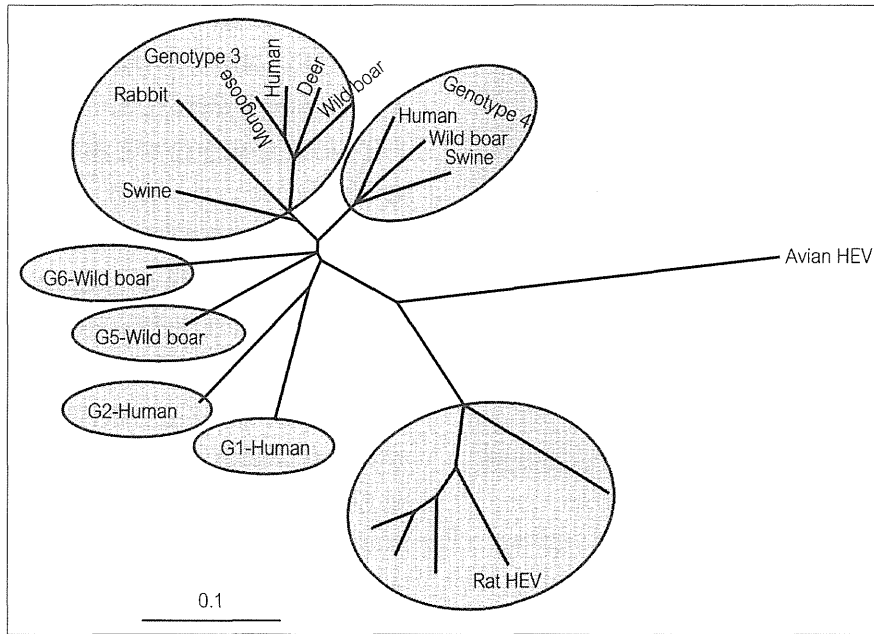 Genotype 3
Rabbit
Mongoose
Human
Deer
Wild boar
Swine
Genotype 4
Human
Wild boar
Swine
Avian HEV
G6-Wild boar
G5-Wild boar
G2-Human
G1-Human
Rat HEV
0.1